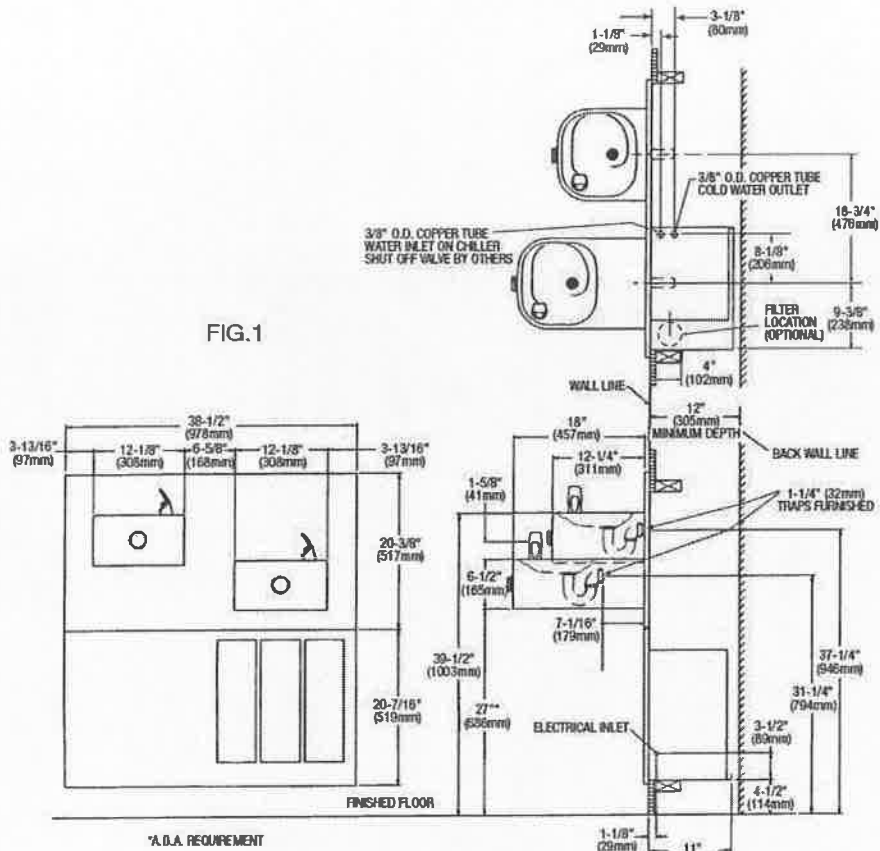 3-1/8"
(80mm)
1-1/8"
(29mm)
3/8" O.D. COPPER TUBE
COLD WATER OUTLET
3/8" O.D. COPPER TUBE
WATER INLET ON CHILLER
SHUT OFF VALVE BY OTHERS
18-3/4"
(476mm)
8-1/8"
(206mm)
FILTER
LOCATION
(OPTIONAL)
9-3/8"
(238mm)
FIG.1
4"
(102mm)
WALL LINE
12"
(305mm)
MINIMUM DEPTH
BACK WALL LINE
38-1/2"
(978mm)
3-13/16"
(97mm)
12-1/8"
(308mm)
6-5/8"
(168mm)
12-1/8"
(308mm)
3-13/16"
(97mm)
18"
(457mm)
12-1/4"
(311mm)
1-5/8"
(41mm)
1-1/4" (32mm)
TRAPS FURNISHED
20-3/8"
(517mm)
6-1/2"
(165mm)
7-1/16"
(179mm)
39-1/2"
(1003mm)
37-1/4"
(946mm)
31-1/4"
(794mm)
27"*
(686mm)
20-7/16"
(519mm)
ELECTRICAL INLET
3-1/2"
(89mm)
4-1/2"
(114mm)
FINISHED FLOOR
*A.D.A. REQUIREMENT
1-1/8"
(29mm)
11"